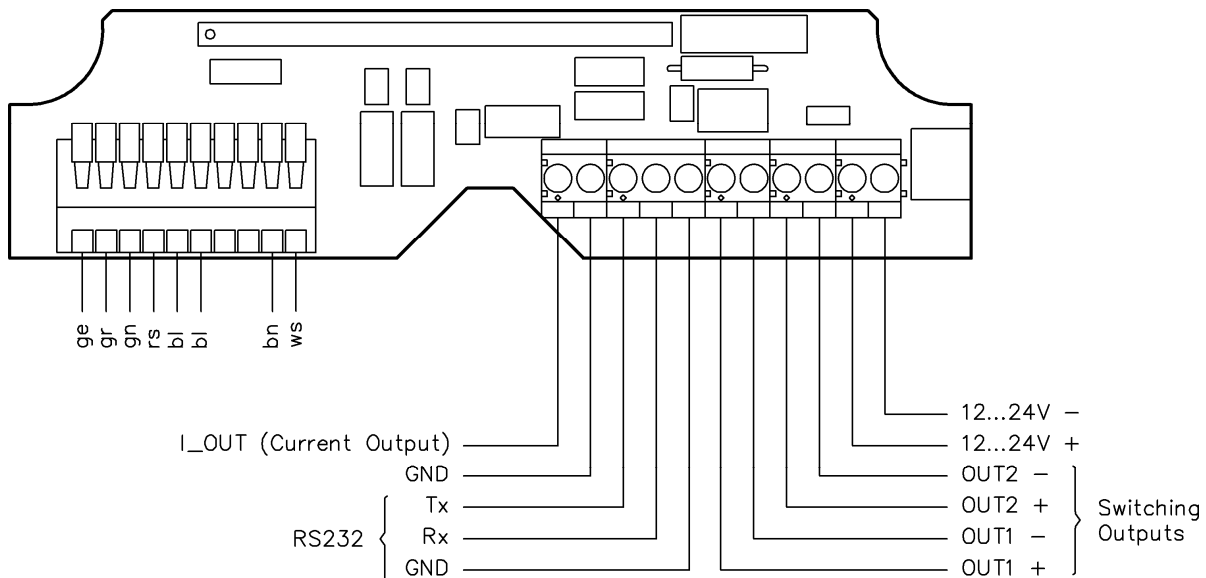 ge gr gn rs bl bl bn ws
12...24V -
I_OUT (Current Output)
12...24V +
GND
OUT2 -
Tx
OUT2 +
Switching
RS232
Rx
OUT1 -
Outputs
GND
OUT1 +